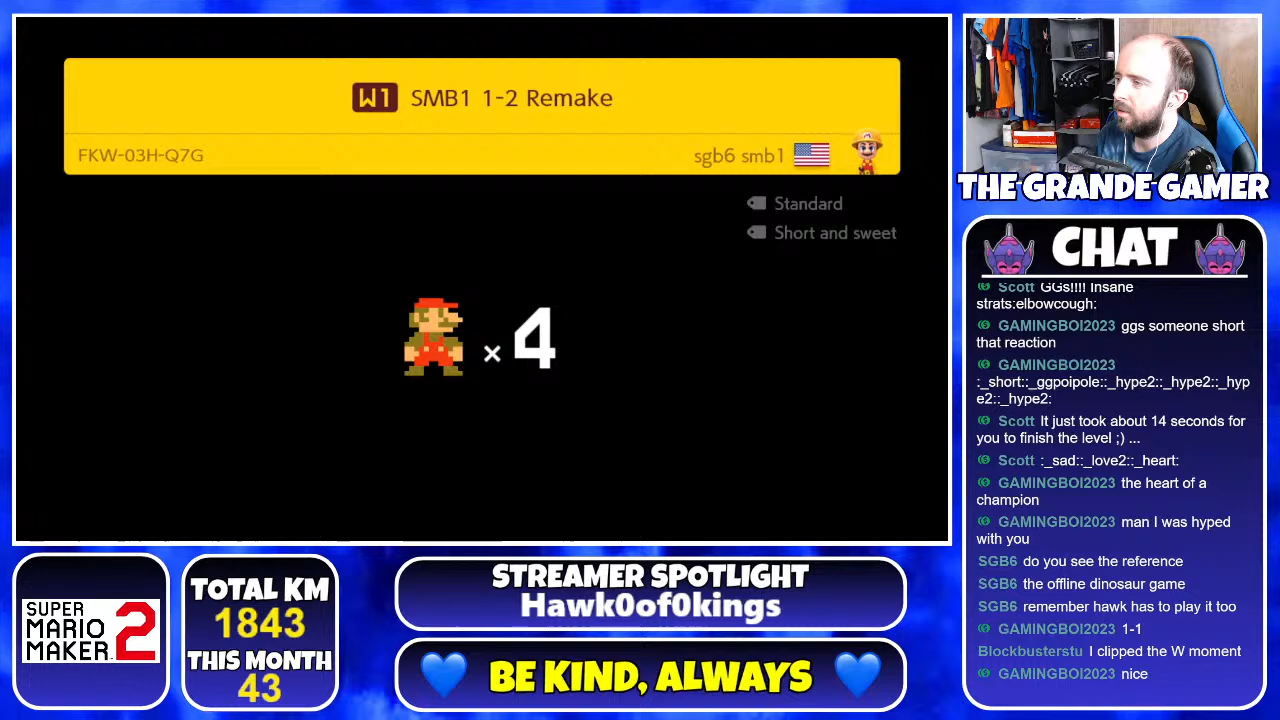 W1 SMB1 1-2 Remake
FKW-03H-Q7G
sgb6 smb1
Standard
Short and sweet
× 4
THE GRANDE GAMER
CHAT
Scott GGs!!!! Insane
strats:elbowcough:
GAMINGBOI2023 ggs someone short
that reaction
GAMINGBOI2023
:_short::_ggpoipole::_hype2::_hype2::_hyp
e2::_hype2:
Scott It just took about 14 seconds for
you to finish the level ;) ...
Scott :_sad::_love2::_heart:
GAMINGBOI2023 the heart of a
champion
GAMINGBOI2023 man I was hyped
with you
SGB6 do you see the reference
SGB6 the offline dinosaur game
SGB6 remember hawk has to play it too
GAMINGBOI2023 1-1
Blockbusterstu I clipped the W moment
GAMINGBOI2023 nice
SUPER
MARIO
MAKER 2
TOTAL KM
1843
THIS MONTH
43
STREAMER SPOTLIGHT
Hawk0of0kings
BE KIND, ALWAYS